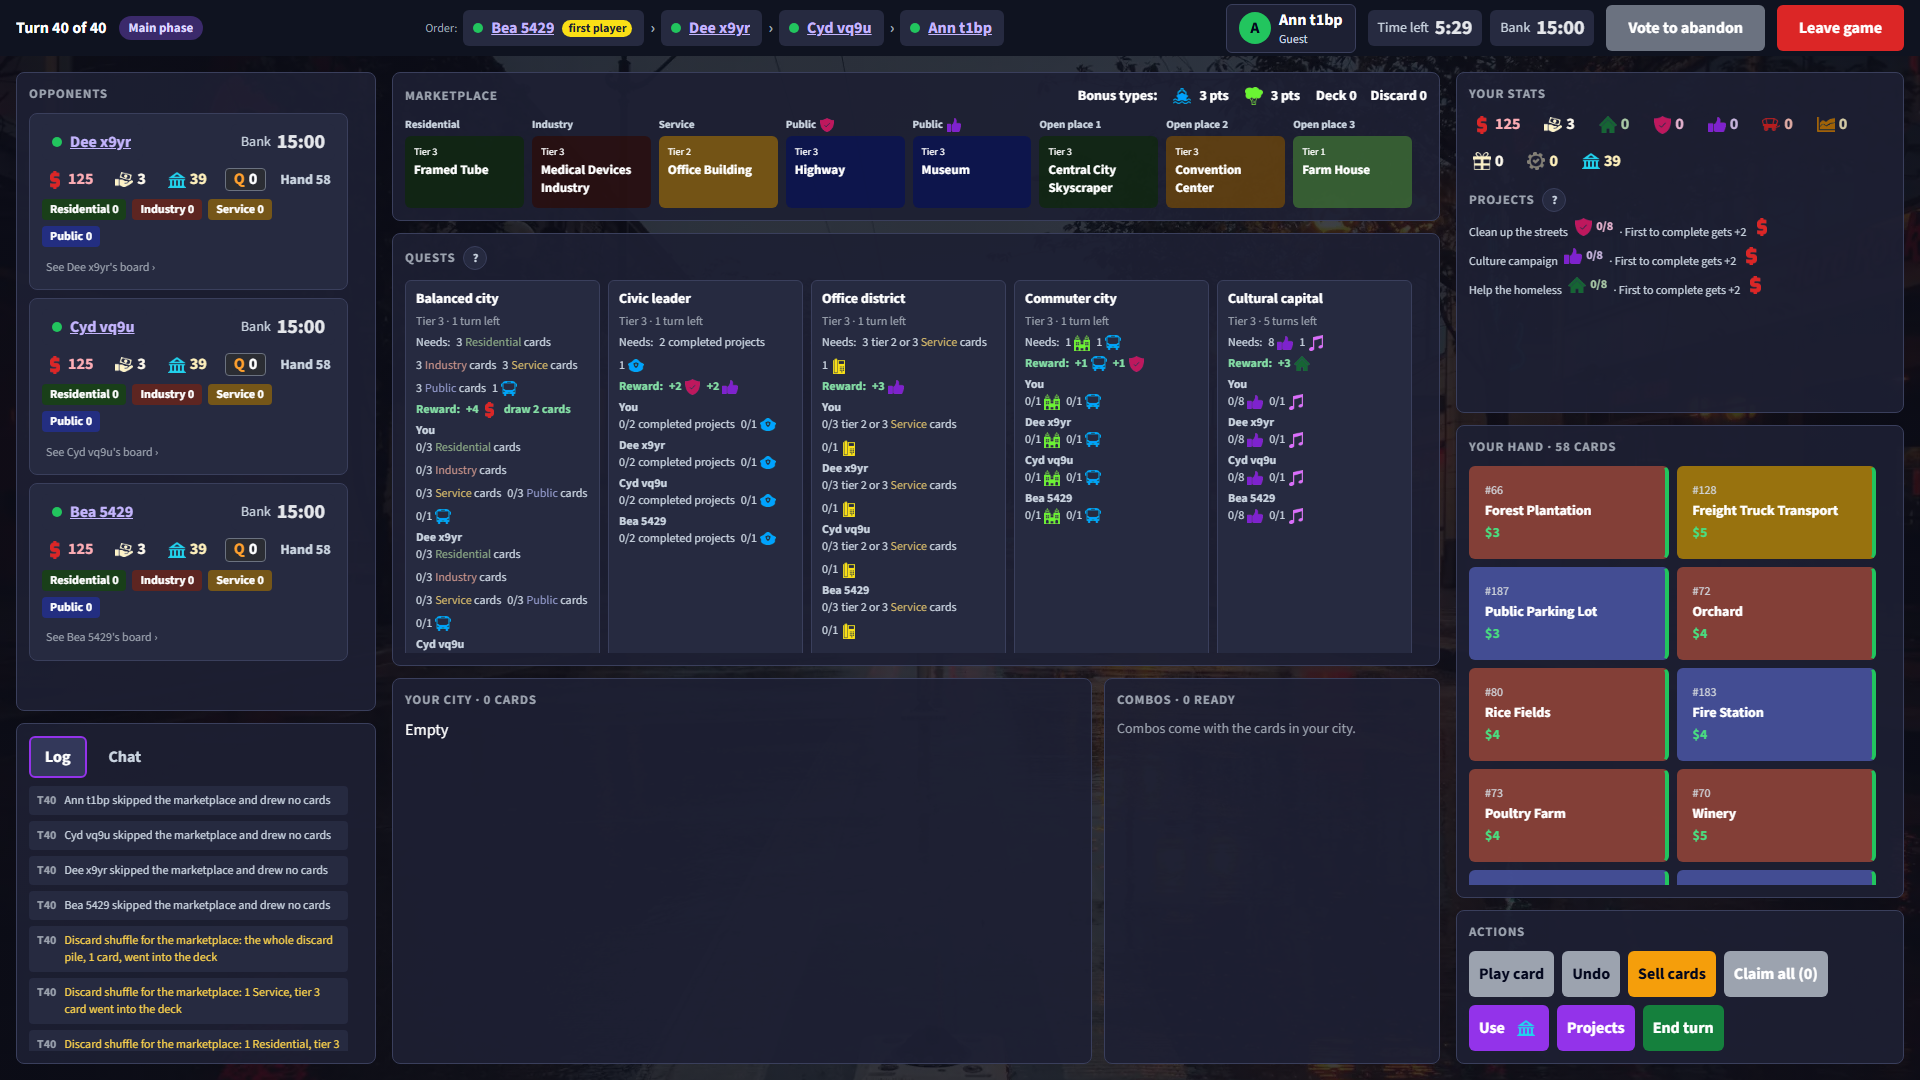 Turn 40 of 40
Main phase
Order:
Bea 5429 first player › Dee x9yr › Cyd vq9u › Ann t1bp
A
Ann t1bp
Guest
Time left 5:29
Bank 15:00
Vote to abandon
Leave game
OPPONENTS
Dee x9yr
Bank 15:00
125 3 39 Q 0 Hand 58
Residential 0 Industry 0 Service 0
Public 0
See Dee x9yr's board ›
Cyd vq9u
Bank 15:00
125 3 39 Q 0 Hand 58
Residential 0 Industry 0 Service 0
Public 0
See Cyd vq9u's board ›
Bea 5429
Bank 15:00
125 3 39 Q 0 Hand 58
Residential 0 Industry 0 Service 0
Public 0
See Bea 5429's board ›
Log
Chat
T40 Ann t1bp skipped the marketplace and drew no cards
T40 Cyd vq9u skipped the marketplace and drew no cards
T40 Dee x9yr skipped the marketplace and drew no cards
T40 Bea 5429 skipped the marketplace and drew no cards
T40 Discard shuffle for the marketplace: the whole discard
pile, 1 card, went into the deck
T40 Discard shuffle for the marketplace: 1 Service, tier 3
card went into the deck
T40 Discard shuffle for the marketplace: 1 Residential, tier 3
MARKETPLACE
Bonus types: 3 pts 3 pts Deck 0 Discard 0
Residential
Tier 3
Framed Tube
Industry
Tier 3
Medical Devices
Industry
Service
Tier 2
Office Building
Public
Tier 3
Highway
Public
Tier 3
Museum
Open place 1
Tier 3
Central City
Skyscraper
Open place 2
Tier 3
Convention
Center
Open place 3
Tier 1
Farm House
QUESTS ?
Balanced city
Tier 3 · 1 turn left
Needs: 3 Residential cards
3 Industry cards 3 Service cards
3 Public cards 1
Reward: +4 $ draw 2 cards
You
0/3 Residential cards
0/3 Industry cards
0/3 Service cards 0/3 Public cards
0/1
Dee x9yr
0/3 Residential cards
0/3 Industry cards
0/3 Service cards 0/3 Public cards
0/1
Cyd vq9u
Civic leader
Tier 3 · 1 turn left
Needs: 2 completed projects
1
Reward: +2 +2
You
0/2 completed projects 0/1
Dee x9yr
0/2 completed projects 0/1
Cyd vq9u
0/2 completed projects 0/1
Bea 5429
0/2 completed projects 0/1
Office district
Tier 3 · 1 turn left
Needs: 3 tier 2 or 3 Service cards
1
Reward: +3
You
0/3 tier 2 or 3 Service cards
0/1
Dee x9yr
0/3 tier 2 or 3 Service cards
0/1
Cyd vq9u
0/3 tier 2 or 3 Service cards
0/1
Bea 5429
0/3 tier 2 or 3 Service cards
0/1
Commuter city
Tier 3 · 1 turn left
Needs: 1 1
Reward: +1 +1
You
0/1 0/1
Dee x9yr
0/1 0/1
Cyd vq9u
0/1 0/1
Bea 5429
0/1 0/1
Cultural capital
Tier 3 · 5 turns left
Needs: 8 1
Reward: +3
You
0/8 0/1
Dee x9yr
0/8 0/1
Cyd vq9u
0/8 0/1
Bea 5429
0/8 0/1
YOUR CITY · 0 CARDS
Empty
COMBOS · 0 READY
Combos come with the cards in your city.
YOUR STATS
$ 125 3 0 0 0 0 0
0 0 39
PROJECTS ?
Clean up the streets 0/8 · First to complete gets +2 $
Culture campaign 0/8 · First to complete gets +2 $
Help the homeless 0/8 · First to complete gets +2 $
YOUR HAND · 58 CARDS
#66
Forest Plantation
$3
#128
Freight Truck Transport
$5
#187
Public Parking Lot
$3
#72
Orchard
$4
#80
Rice Fields
$4
#183
Fire Station
$4
#73
Poultry Farm
$4
#70
Winery
$5
ACTIONS
Play card
Undo
Sell cards
Claim all (0)
Use
Projects
End turn